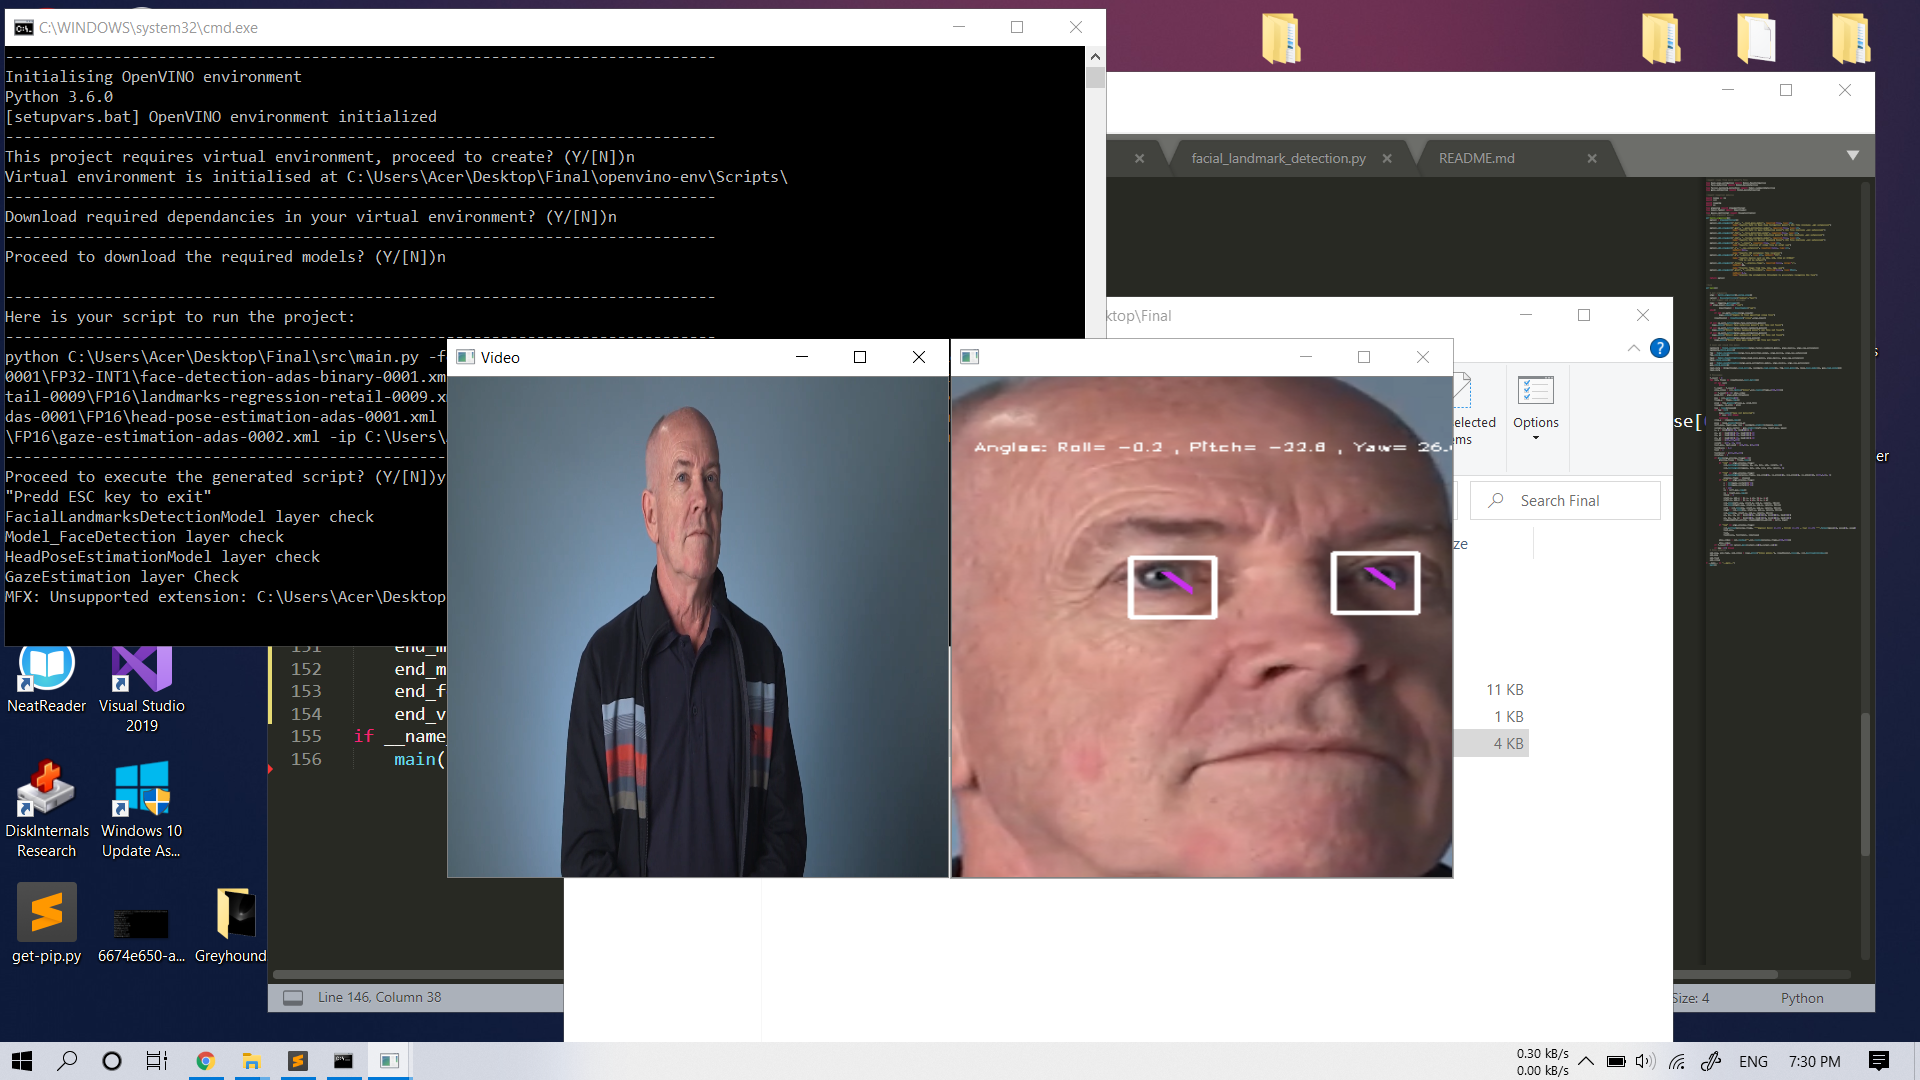 C:\WINDOWS\system32\cmd.exe
Initialising OpenVINO environment
Python 3.6.0
[setupvars.bat] OpenVINO environment initialized
This project requires virtual environment, proceed to create? (Y/[N])n
Virtual environment is initialised at C:\Users\Acer\Desktop\Final\openvino-env\Scripts\
Download required dependancies in your virtual environment? (Y/[N])n
Proceed to download the required models? (Y/[N])n
Here is your script to run the project:
python C:\Users\Acer\Desktop\Final\src\main.py -f
0001\FP32-INT1\face-detection-adas-binary-0001.xm
tail-0009\FP16\landmarks-regression-retail-0009.x
das-0001\FP16\head-pose-estimation-adas-0001.xml
\FP16\gaze-estimation-adas-0002.xml -ip C:\Users\
Proceed to execute the generated script? (Y/[N])y
"Predd ESC key to exit"
FacialLandmarksDetectionModel layer check
Model_FaceDetection layer check
HeadPoseEstimationModel layer check
GazeEstimation layer Check
MFX: Unsupported extension: C:\Users\Acer\Desktop
facial_landmark_detection.py
README.md
ktop\Final
Video
Angles: Roll= -0.2 , Pitch= -22.8 , Yaw= 26.
elected
ems
Options
se[
er
Search Final
ze
11 KB
1 KB
4 KB
151 end_m
152 end_m
153 end_f
154 end_v
155 if __name_
156 main(
NeatReader
Visual Studio
2019
DiskInternals
Research
Windows 10
Update As...
get-pip.py
6674e650-a...
Greyhound
Line 146, Column 38
Size: 4
Python
0.30 kB/s
0.00 kB/s
ENG
7:30 PM